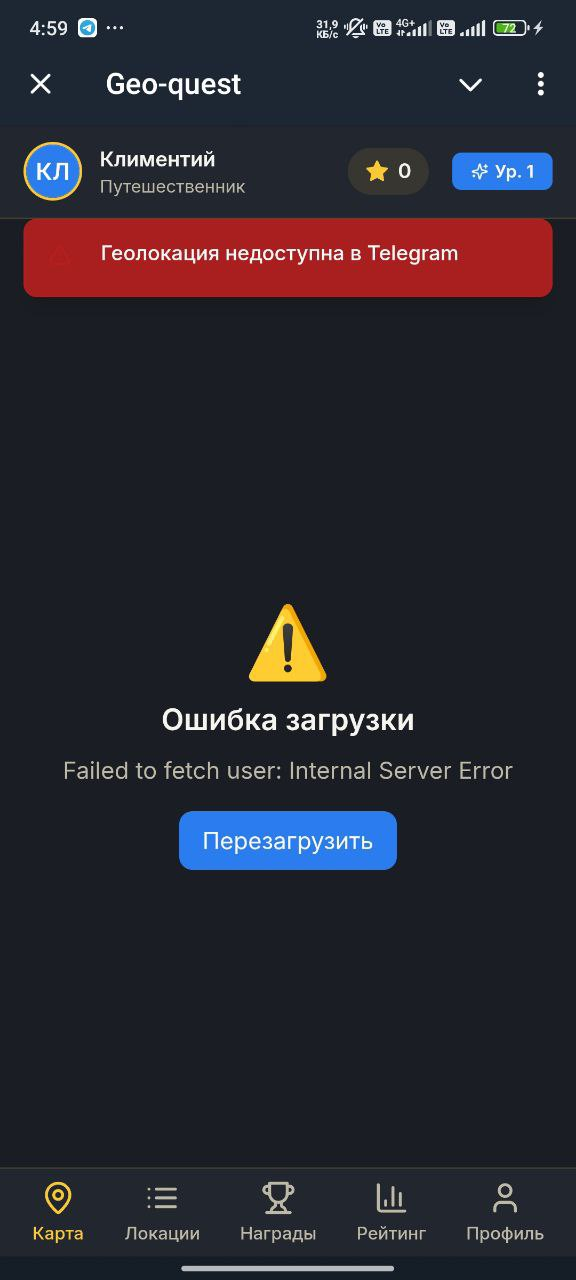 4:59
31,9
КБ/с
Vo
LTE
4G+
Vo
LTE
72
Geo-quest
КЛ
Климентий
Путешественник
0
Ур. 1
Геолокация недоступна в Telegram
Ошибка загрузки
Failed to fetch user: Internal Server Error
Перезагрузить
Карта
Локации
Награды
Рейтинг
Профиль